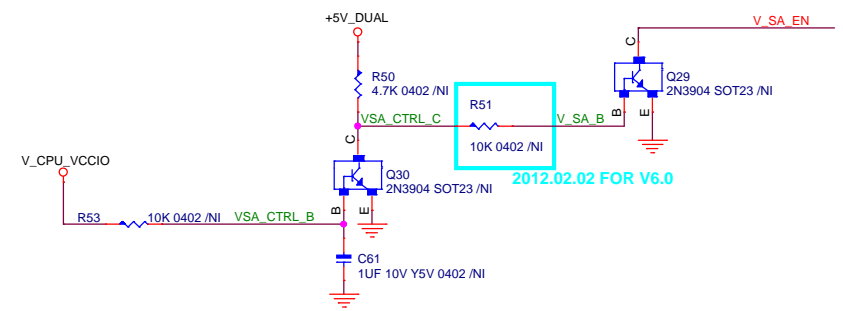 +5V_DUAL
V_SA_EN
C
R50
4.7K 0402 /NI
Q29
2N3904 SOT23 /NI
R51
VSA_CTRL_C
V_SA_B
B
E
10K 0402 /NI
C
V_CPU_VCCIO
Q30
2N3904 SOT23 /NI
2012.02.02 FOR V6.0
B
E
R53
10K 0402 /NI
VSA_CTRL_B
C61
1UF 10V Y5V 0402 /NI